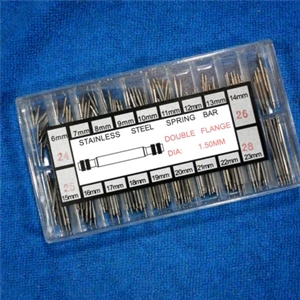 6mm 7mm 8mm 9mm 10mm 11mm 12mm 13mm 14mm
24 STAINLESS STEEL SPRING BAR 26
DOUBLE FLANGE
25 DIA: 1.50MM 28
15mm 16mm 17mm 18mm 19mm 20mm 21mm 22mm 23mm